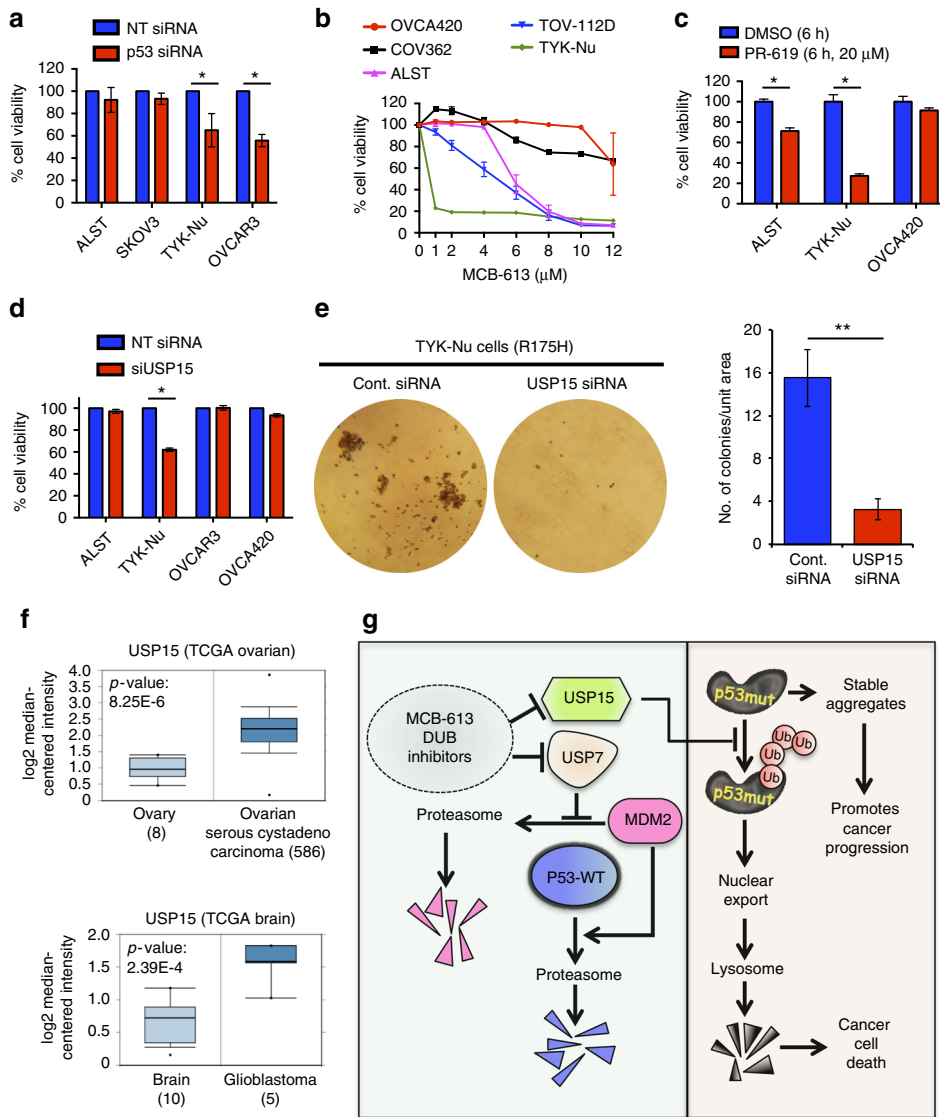 a
NT siRNA
p53 siRNA
% cell viability
120
100
80
60
40
20
0
*
*
ALST
SKOV3
TYK-Nu
OVCAR3
b
OVCA420
COV362
ALST
TOV-112D
TYK-Nu
% cell viability
120
100
80
60
40
20
0
0
1
2
4
6
8
10
12
MCB-613 (μM)
c
DMSO (6 h)
PR-619 (6 h, 20 μM)
% cell viability
120
100
80
60
40
20
0
*
*
ALST
TYK-Nu
OVCA420
d
NT siRNA
siUSP15
% cell viability
120
100
80
60
40
20
0
*
ALST
TYK-Nu
OVCAR3
OVCA420
e
TYK-Nu cells (R175H)
Cont. siRNA
USP15 siRNA
No. of colonies/unit area
20
16
12
8
4
0
**
Cont.
siRNA
USP15
siRNA
f
USP15 (TCGA ovarian)
log2 median-
centered intensity
4.0
3.5
3.0
2.5
2.0
1.5
1.0
0.5
0
p-value:
8.25E-6
Ovary
(8)
Ovarian
serous cystadeno
carcinoma (586)
USP15 (TCGA brain)
log2 median-
centered intensity
2.0
1.5
1.0
0.5
0
p-value:
2.39E-4
Brain
(10)
Glioblastoma
(5)
g
MCB-613
DUB
inhibitors
USP15
USP7
Proteasome
MDM2
P53-WT
Proteasome
p53mut
Stable
aggregates
Ub
Ub
Ub
Ub
p53mut
Promotes
cancer
progression
Nuclear
export
Lysosome
Cancer
cell
death